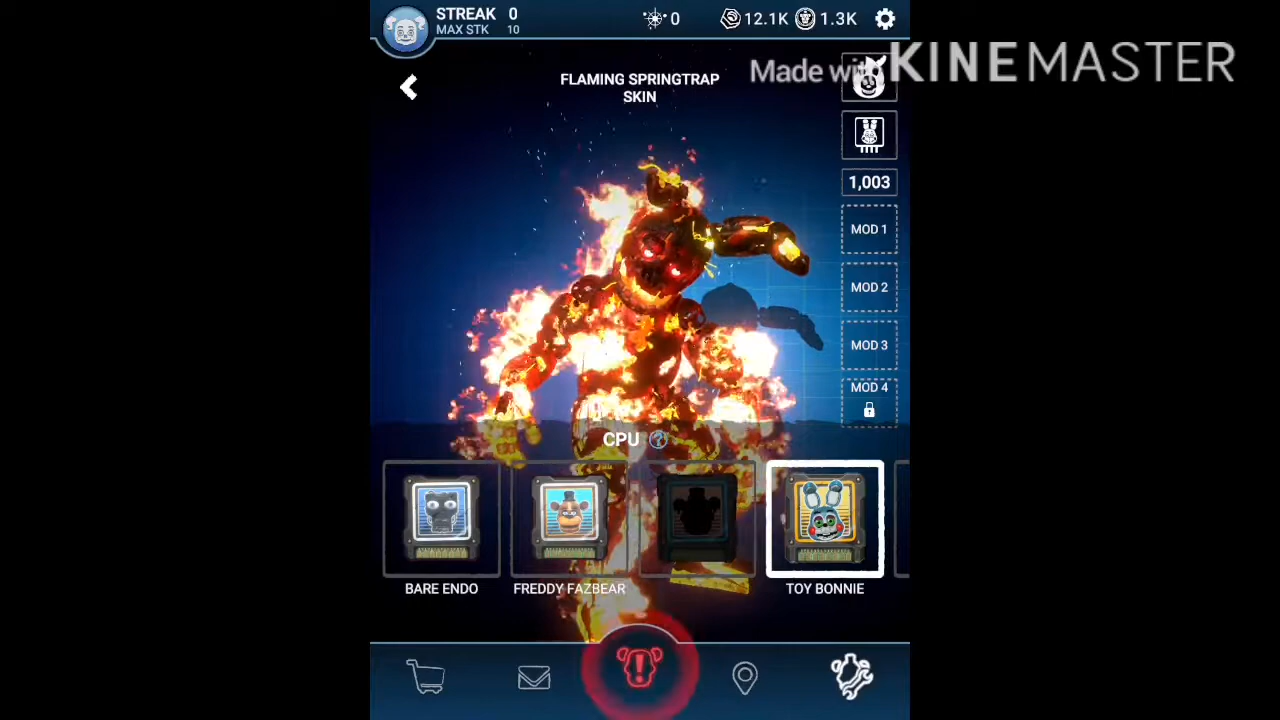 STREAK 0
MAX STK 10
0
12.1K
1.3K
Made with KINEMASTER
FLAMING SPRINGTRAP
SKIN
1,003
MOD 1
MOD 2
MOD 3
MOD 4
CPU ?
BARE ENDO
FREDDY FAZBEAR
TOY BONNIE